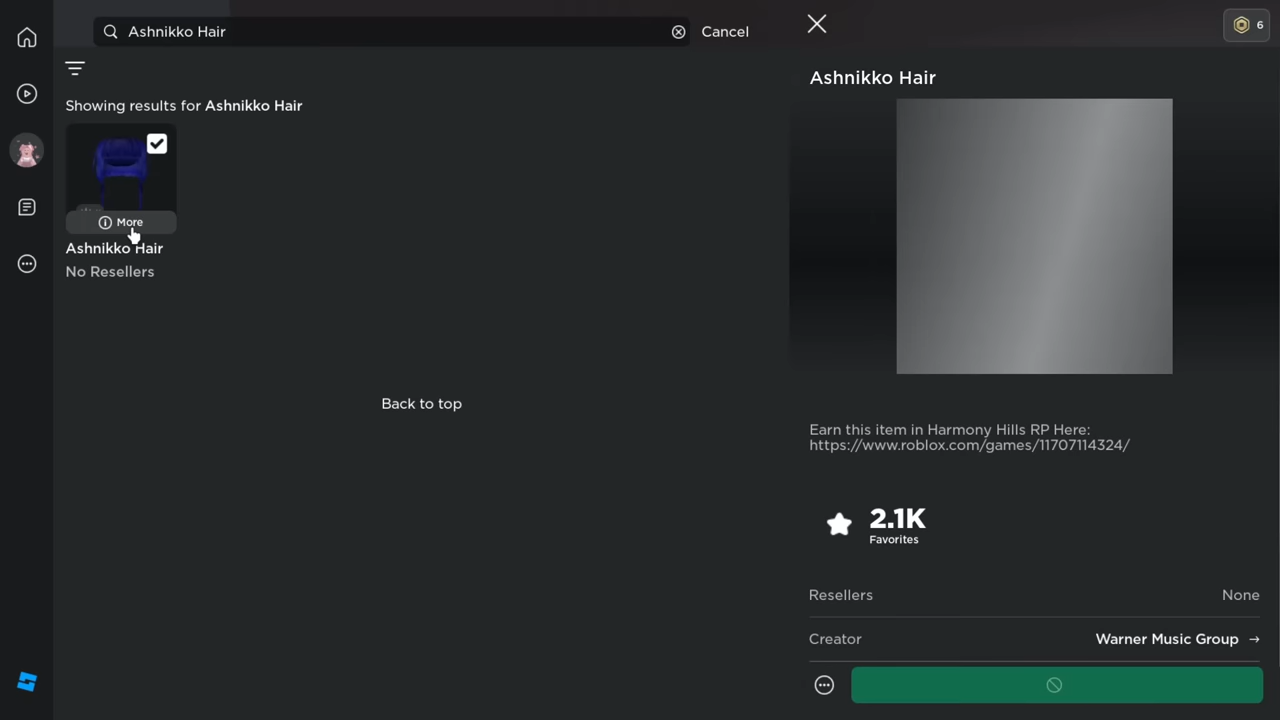 Ashnikko Hair
Cancel
Showing results for Ashnikko Hair
More
Ashnikko Hair
No Resellers
Back to top
6
Ashnikko Hair
Earn this item in Harmony Hills RP Here:
https://www.roblox.com/games/11707114324/
2.1K
Favorites
Resellers
None
Creator
Warner Music Group →